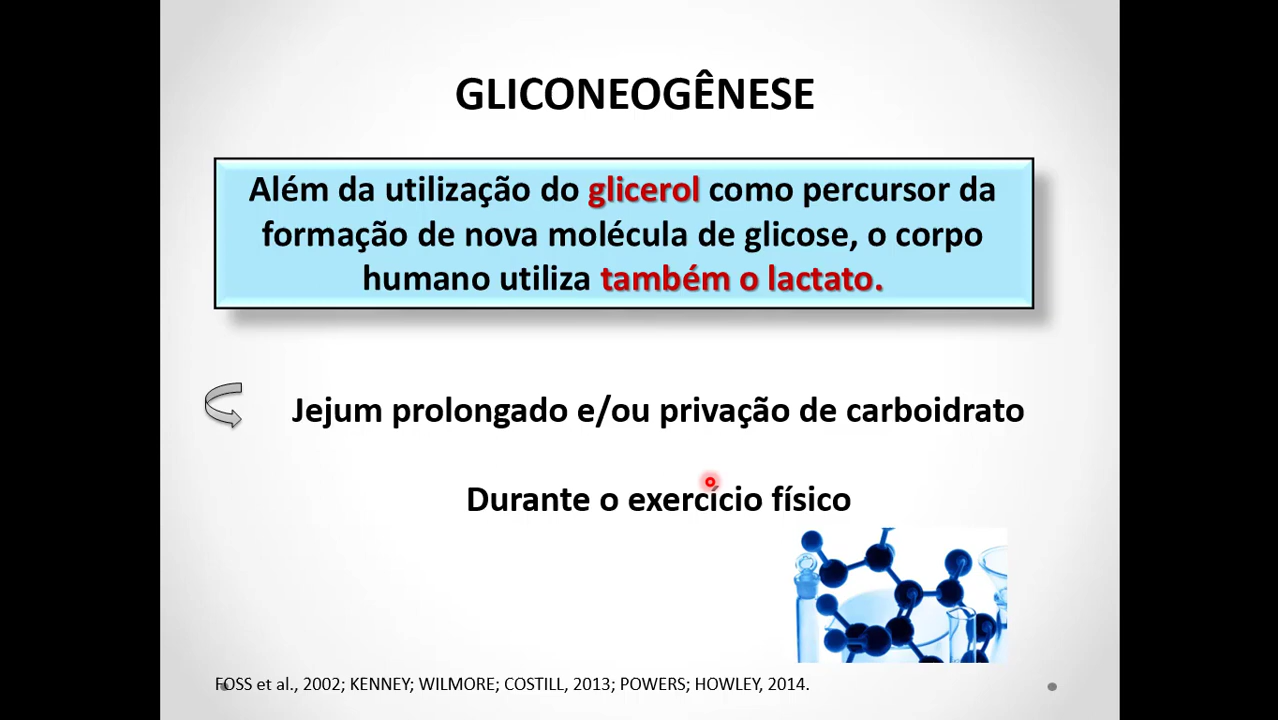 GLICONEOGÊNESE
Além da utilização do glicerol como percursor da
formação de nova molécula de glicose, o corpo
humano utiliza também o lactato.
Jejum prolongado e/ou privação de carboidrato
Durante o exercício físico
FOSS et al., 2002; KENNEY; WILMORE; COSTILL, 2013; POWERS; HOWLEY, 2014.